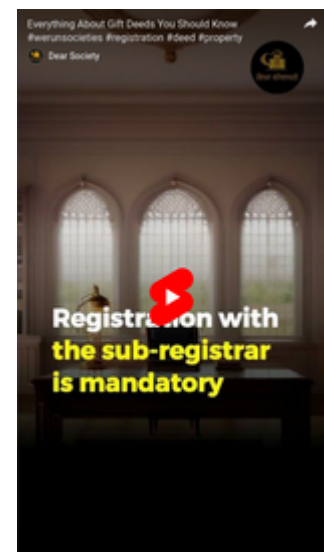 Everything About Gift Deeds You Should Know
#werunsocieties #registration #deed #property
Dear Society
Registration with
the sub-registrar
is mandatory